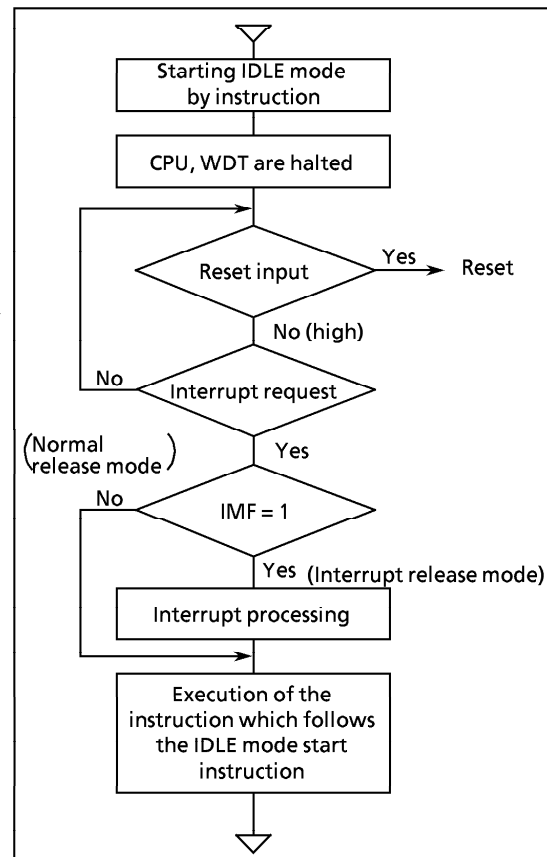 Starting IDLE mode
by instruction
CPU, WDT are halted
Reset input
Yes
Reset
No (high)
No
Interrupt request
Yes
(Normal
release mode)
No
IMF = 1
Yes
(Interrupt release mode)
Interrupt processing
Execution of the
instruction which follows
the IDLE mode start
instruction